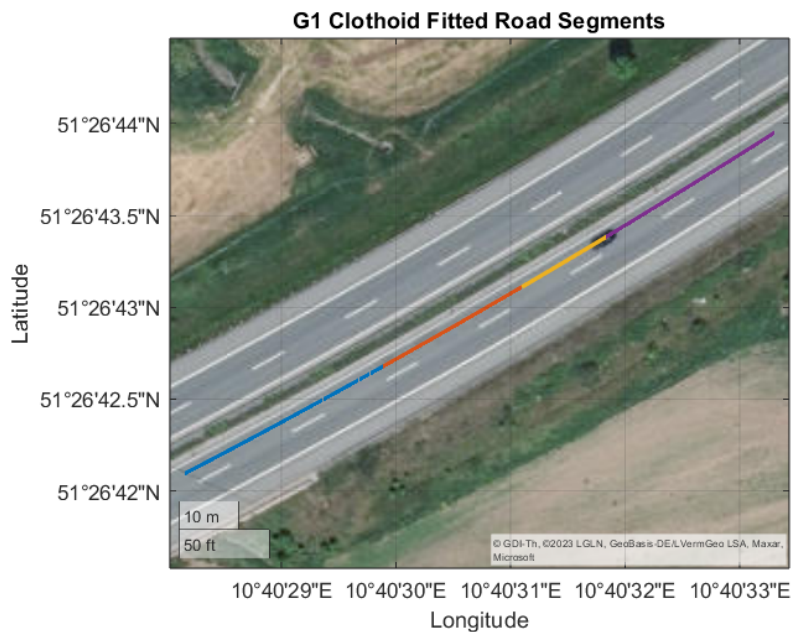 G1 Clothoid Fitted Road Segments
Latitude
51°26'44"N
51°26'43.5"N
51°26'43"N
51°26'42.5"N
51°26'42"N
10 m
50 ft
© GDI-Th, ©2023 LGLN, GeoBasis-DE/LVermGeo LSA, Maxar,
Microsoft
10°40'29"E 10°40'30"E 10°40'31"E 10°40'32"E 10°40'33"E
Longitude